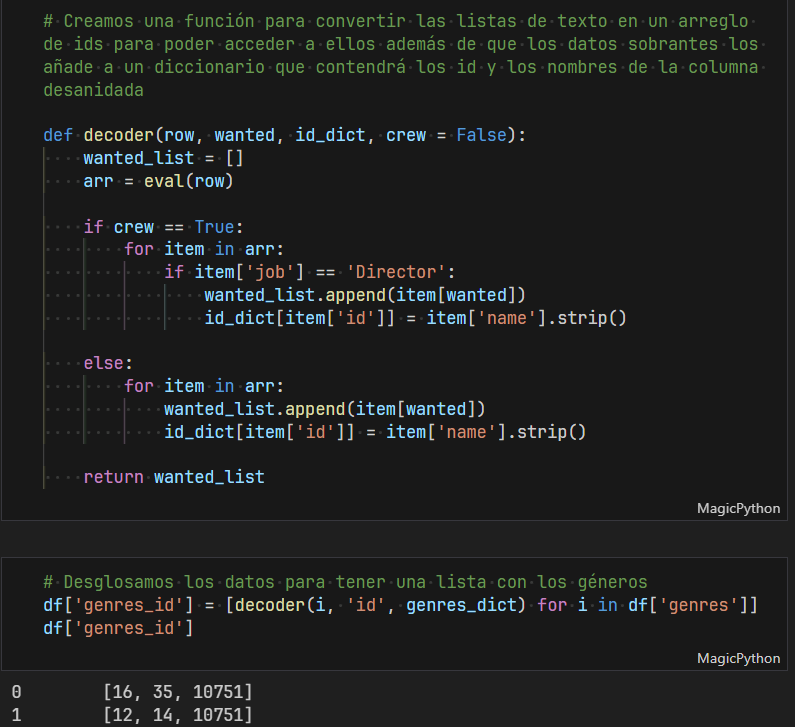 # Creamos una función para convertir las listas de texto en un arreglo
de ids para poder acceder a ellos además de que los datos sobrantes los
añade a un diccionario que contendrá los id y los nombres de la columna
desanidada
def decoder(row, wanted, id_dict, crew = False):
    wanted_list = []
    arr = eval(row)
    if crew == True:
        for item in arr:
            if item['job'] == 'Director':
                wanted_list.append(item[wanted])
                id_dict[item['id']] = item['name'].strip()
    else:
        for item in arr:
            wanted_list.append(item[wanted])
            id_dict[item['id']] = item['name'].strip()
    return wanted_list
MagicPython
# Desglosamos los datos para tener una lista con los géneros
df['genres_id'] = [decoder(i, 'id', genres_dict) for i in df['genres']]
df['genres_id']
MagicPython
0        [16, 35, 10751]
1        [12, 14, 10751]